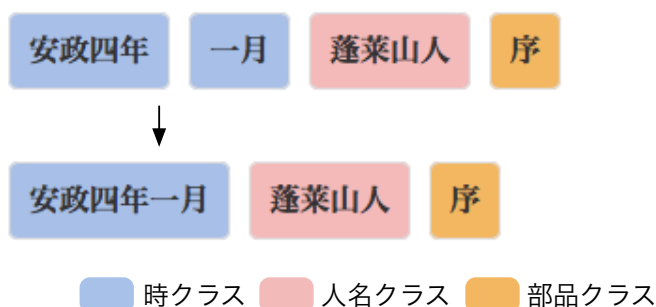 安政四年 一月 蓬莱山人 序
安政四年一月 蓬莱山人 序
時クラス 人名クラス 部品クラス